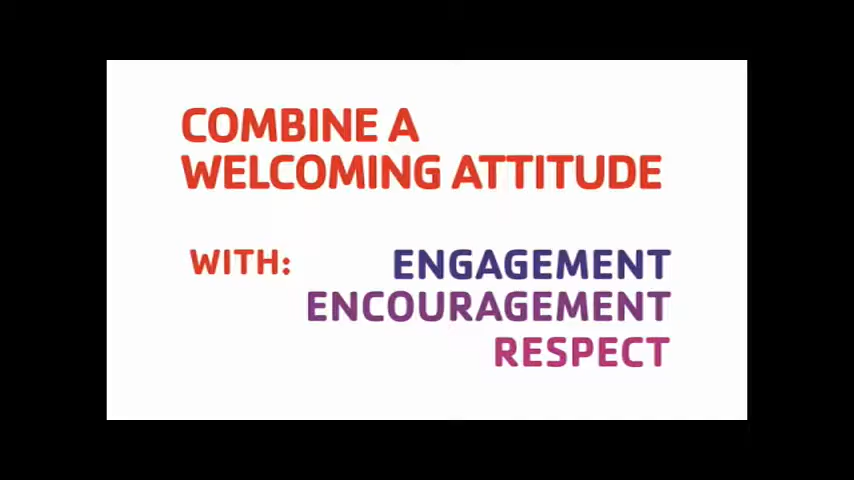 COMBINE A
WELCOMING ATTITUDE
WITH: ENGAGEMENT
ENCOURAGEMENT
RESPECT